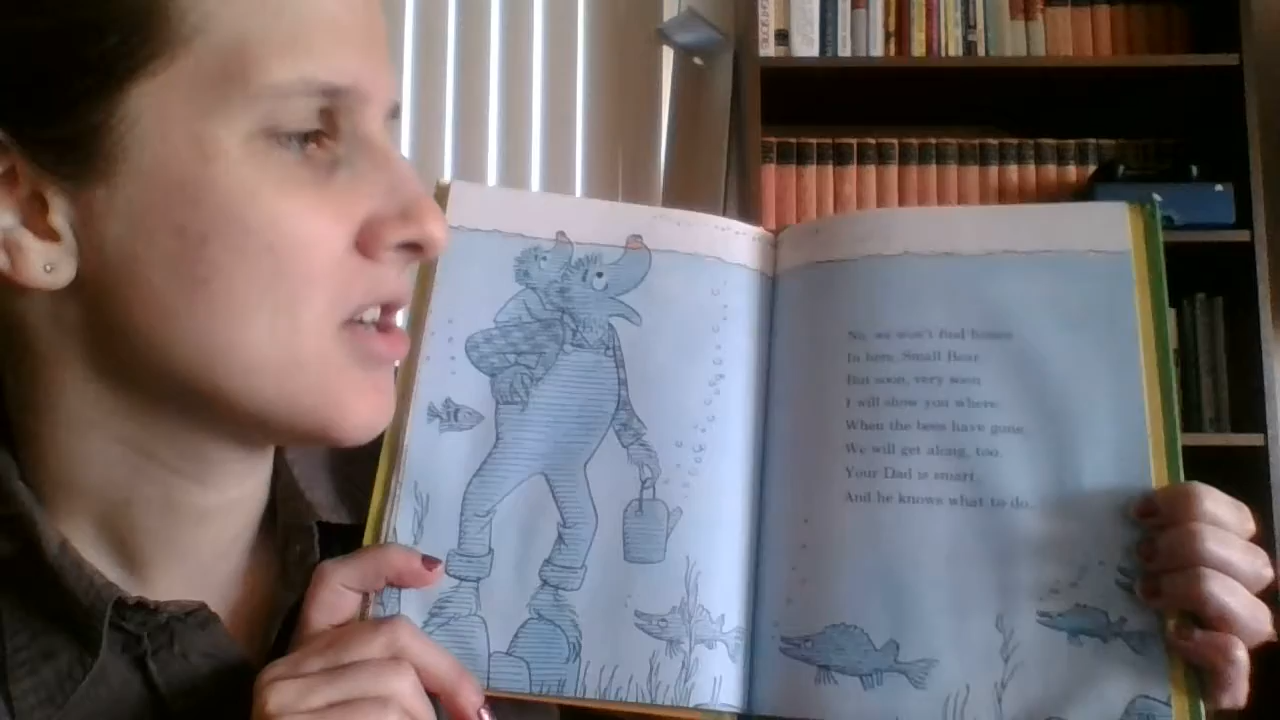 No, we won't find honey
In here, Small Bear.
But soon, very soon
I will show you where.
When the bees have gone,
We will get along, too.
Your Dad is smart.
And he knows what to do.